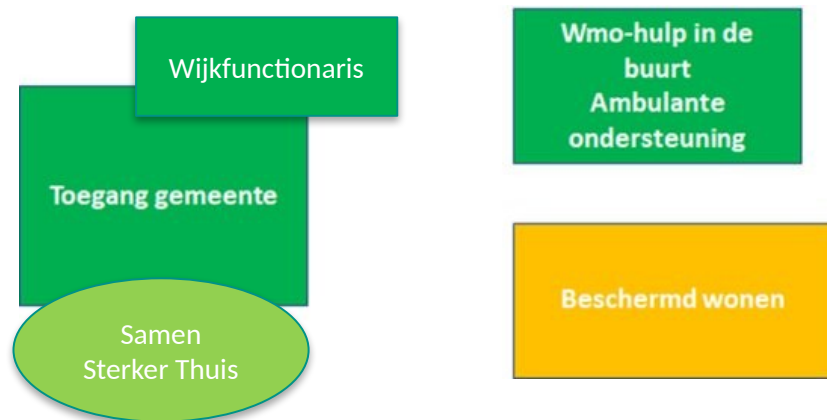 Wijkfunctionaris
Toegang gemeente
Samen
Sterker Thuis
Wmo-hulp in de
buurt
Ambulante
ondersteuning
Beschermd wonen